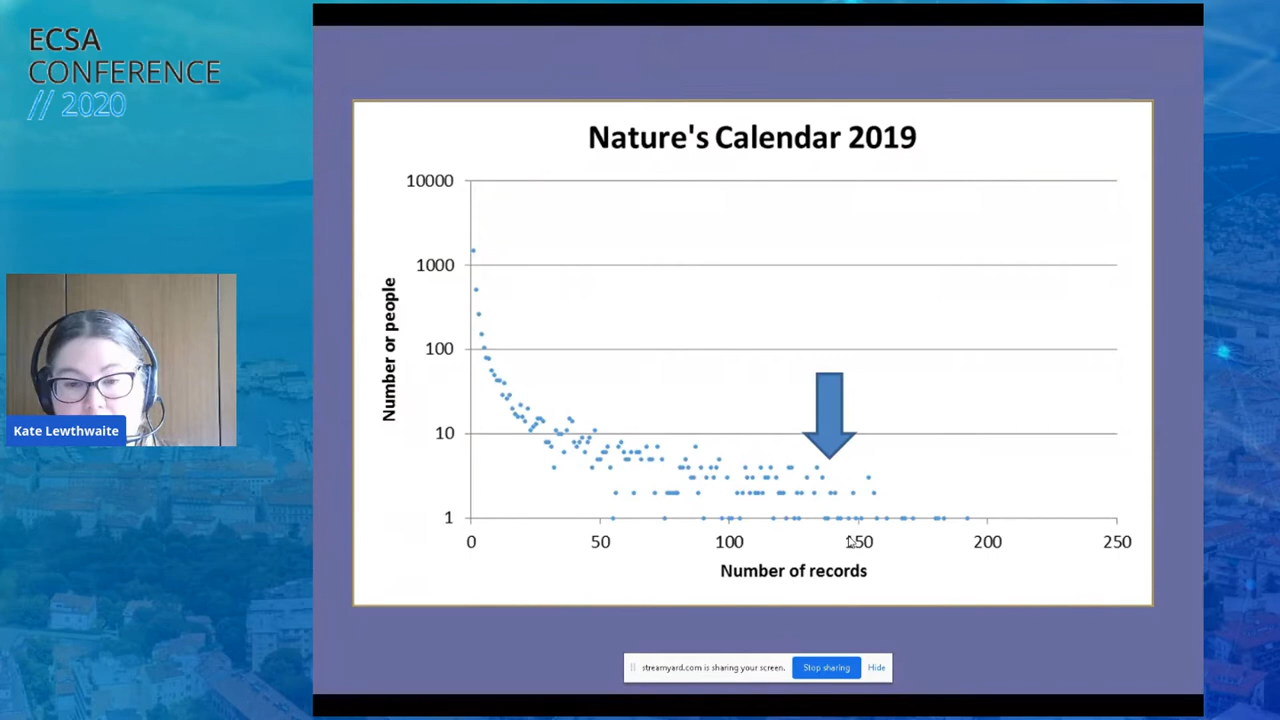 ECSA
CONFERENCE
// 2020
Nature's Calendar 2019
10000
1000
100
10
1
Number or people
0 50 100 150 200 250
Number of records
Kate Lewthwaite
streamyard.com is sharing your screen. Stop sharing Hide